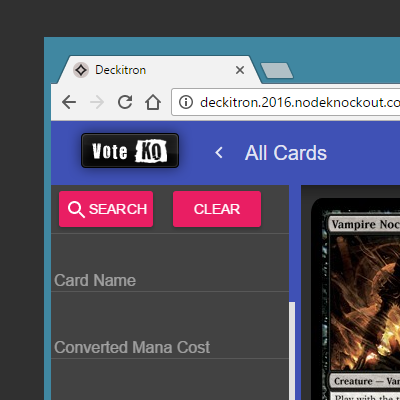 Deckitron
deckitron.2016.nodeknockout.co
Vote KO
All Cards
SEARCH
CLEAR
Vampire Noc
Card Name
Converted Mana Cost
Creature — Vam
Play with the t